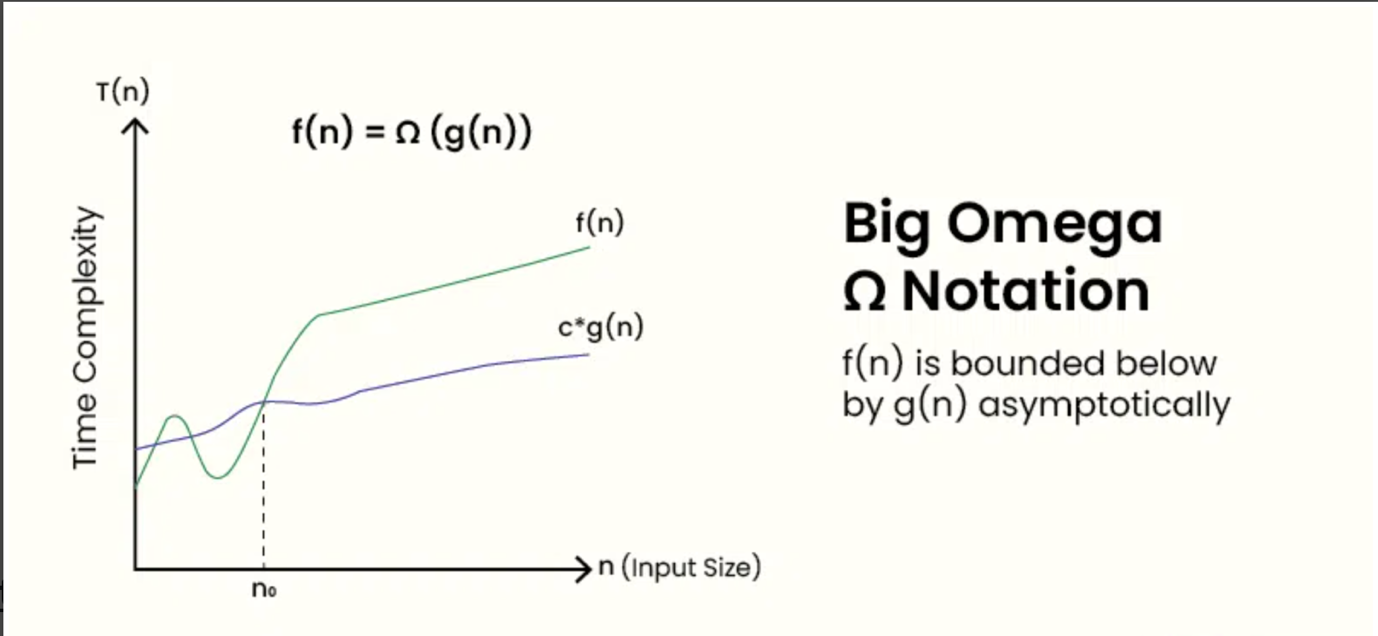 T(n)
f(n) = Ω (g(n))
f(n)
c*g(n)
Time Complexity
n (Input Size)
n₀
Big Omega
Ω Notation
f(n) is bounded below
by g(n) asymptotically